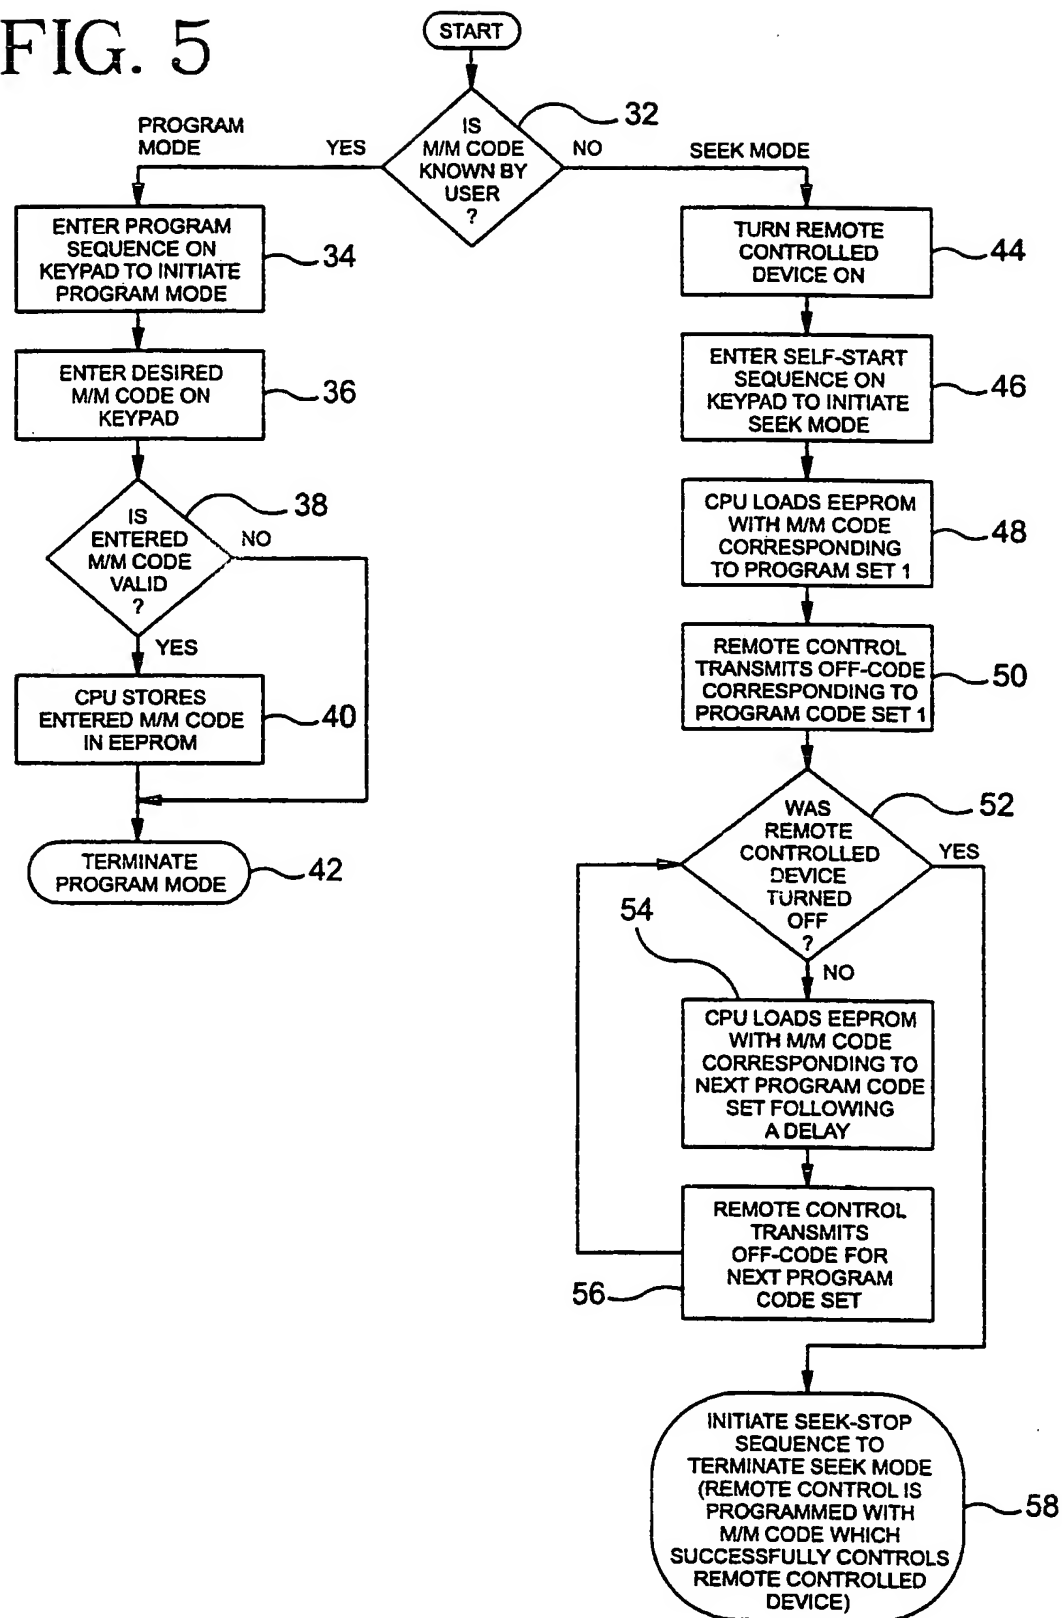 FIG. 5
START
IS
M/M CODE
KNOWN BY
USER
?
32
PROGRAM
MODE
YES
NO
SEEK MODE
ENTER PROGRAM
SEQUENCE ON
KEYPAD TO INITIATE
PROGRAM MODE
34
ENTER DESIRED
M/M CODE ON
KEYPAD
36
IS
ENTERED
M/M CODE
VALID
?
38
NO
YES
CPU STORES
ENTERED M/M CODE
IN EEPROM
40
TERMINATE
PROGRAM MODE
42
TURN REMOTE
CONTROLLED
DEVICE ON
44
ENTER SELF-START
SEQUENCE ON
KEYPAD TO INITIATE
SEEK MODE
46
CPU LOADS EEPROM
WITH M/M CODE
CORRESPONDING
TO PROGRAM SET 1
48
REMOTE CONTROL
TRANSMITS OFF-CODE
CORRESPONDING TO
PROGRAM CODE SET 1
50
WAS
REMOTE
CONTROLLED
DEVICE
TURNED
OFF
?
52
YES
NO
54
CPU LOADS EEPROM
WITH M/M CODE
CORRESPONDING TO
NEXT PROGRAM CODE
SET FOLLOWING
A DELAY
REMOTE CONTROL
TRANSMITS
OFF-CODE FOR
NEXT PROGRAM
CODE SET
56
INITIATE SEEK-STOP
SEQUENCE TO
TERMINATE SEEK MODE
(REMOTE CONTROL IS
PROGRAMMED WITH
M/M CODE WHICH
SUCCESSFULLY CONTROLS
REMOTE CONTROLLED
DEVICE)
58